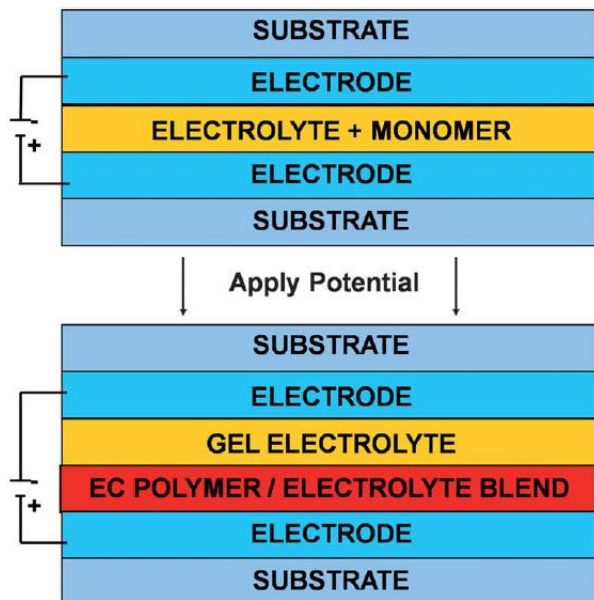 SUBSTRATE
ELECTRODE
-
+
ELECTROLYTE + MONOMER
ELECTRODE
SUBSTRATE
Apply Potential
SUBSTRATE
ELECTRODE
GEL ELECTROLYTE
-
+
EC POLYMER / ELECTROLYTE BLEND
ELECTRODE
SUBSTRATE